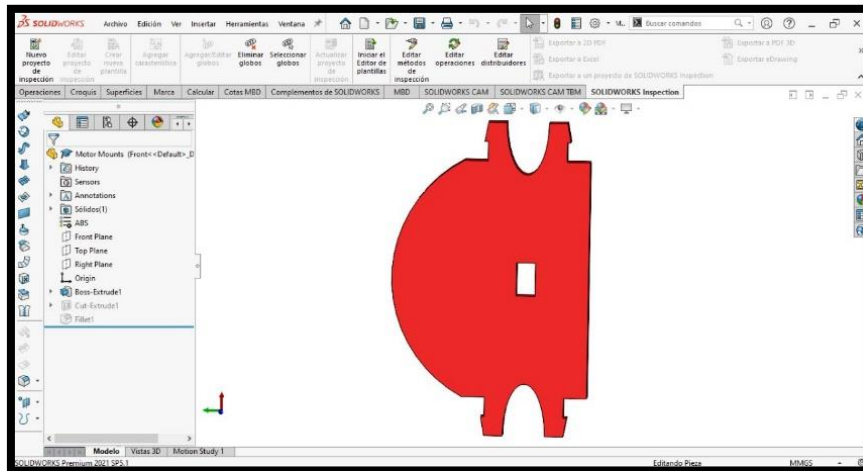 SOLIDWORKS Archivo Edición Ver Insertar Herramientas Ventana Buscar comandos
Nuevo proyecto de inspección
Editar proyecto de inspección
Crear nueva plantilla
Agregar característica
Agregar/Editar globos
Eliminar globos
Seleccionar globos
Actualizar proyecto de inspección
Iniciar el Editor de plantillas
Editar métodos de inspección
Editar operaciones
Editar distribuidores
Exportar a 2D PDF
Exportar a Excel
Exportar a un proyecto de SOLIDWORKS Inspection
Exportar a PDF 3D
Exportar eDrawing
Operaciones Croquis Superficies Marca Calcular Cotas MBD Complementos de SOLIDWORKS MBD SOLIDWORKS CAM SOLIDWORKS CAM TBM SOLIDWORKS Inspection
Motor Mounts (Front<<Default>_D
History
Sensors
Annotations
Sólidos(1)
ABS
Front Plane
Top Plane
Right Plane
Origin
Boss-Extrude1
Cut-Extrude1
Fillet1
Modelo Vistas 3D Motion Study 1
SOLIDWORKS Premium 2021 SP5.1 Editando Pieza MMGS